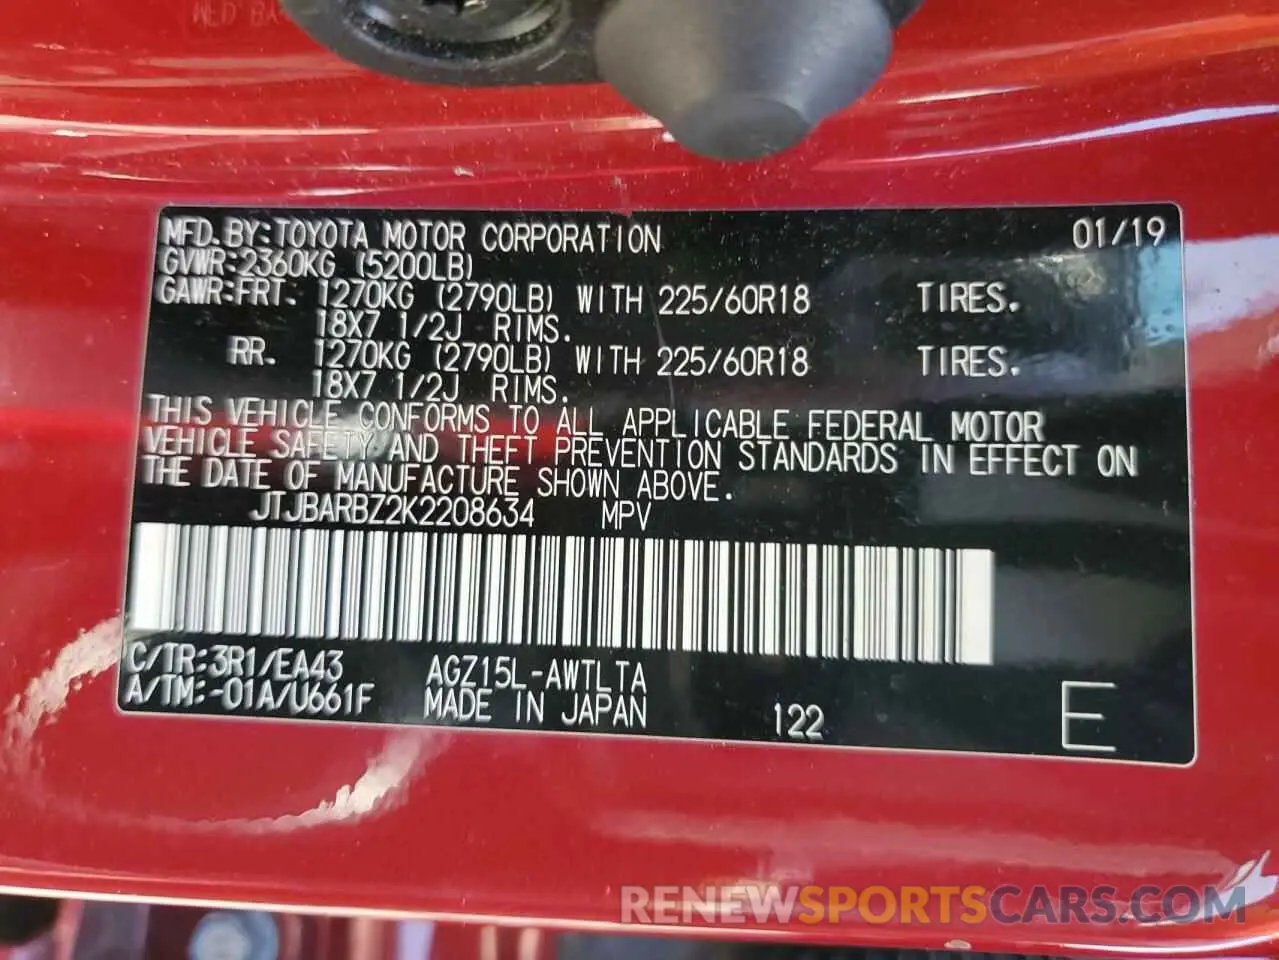 MFD. BY: TOYOTA MOTOR CORPORATION 01/19
GVWR: 2360KG (5200LB)
GAWR: FRT. 1270KG (2790LB) WITH 225/60R18 TIRES.
18X7 1/2J RIMS.
RR. 1270KG (2790LB) WITH 225/60R18 TIRES.
18X7 1/2J RIMS.
THIS VEHICLE CONFORMS TO ALL APPLICABLE FEDERAL MOTOR
VEHICLE SAFETY AND THEFT PREVENTION STANDARDS IN EFFECT ON
THE DATE OF MANUFACTURE SHOWN ABOVE.
JTJBARBZ2K2208634 MPV
C/TR: 3R1/EA43 AGZ15L-AWTLTA
A/TM: -01A/U661F MADE IN JAPAN 122 E
RENEWSPORTSCARS.COM